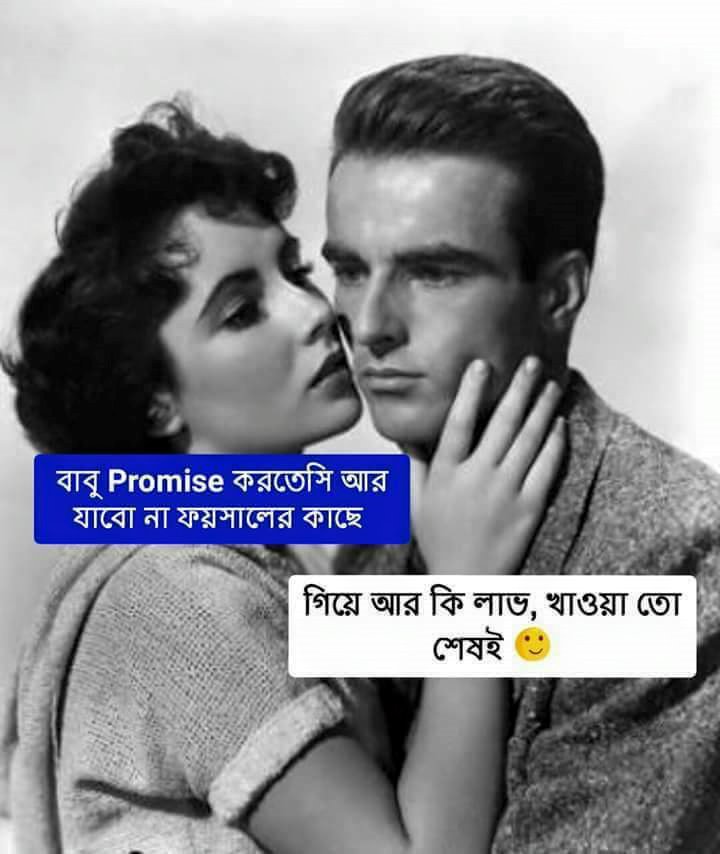 বাবু Promise করতেসি আর
যাবো না ফয়সালের কাছে
গিয়ে আর কি লাভ, খাওয়া তো
শেষই 🙂